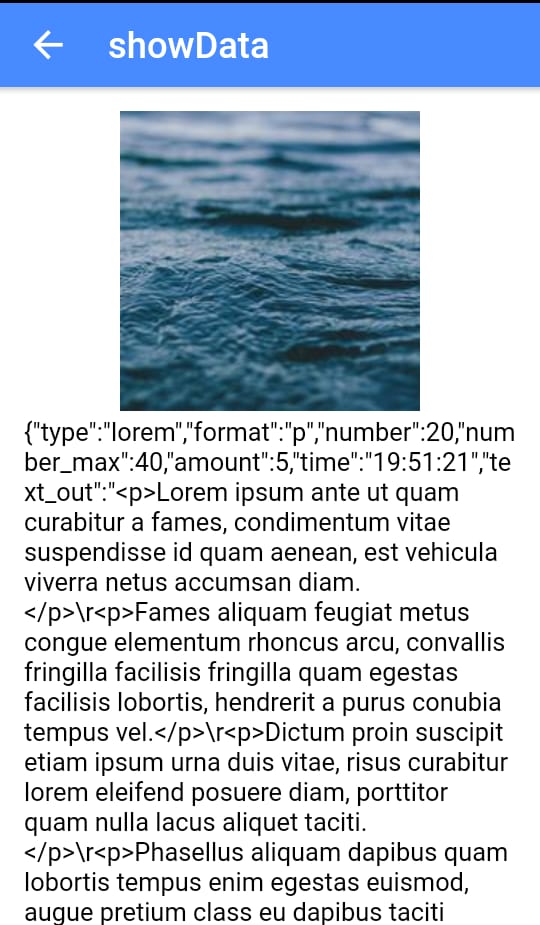 showData
{"type":"lorem","format":"p","number":20,"num
ber_max":40,"amount":5,"time":"19:51:21","te
xt_out":"<p>Lorem ipsum ante ut quam
curabitur a fames, condimentum vitae
suspendisse id quam aenean, est vehicula
viverra netus accumsan diam.
</p>\r<p>Fames aliquam feugiat metus
congue elementum rhoncus arcu, convallis
fringilla facilisis fringilla quam egestas
facilisis lobortis, hendrerit a purus conubia
tempus vel.</p>\r<p>Dictum proin suscipit
etiam ipsum urna duis vitae, risus curabitur
lorem eleifend posuere diam, porttitor
quam nulla lacus aliquet taciti.
</p>\r<p>Phasellus aliquam dapibus quam
lobortis tempus enim egestas euismod,
augue pretium class eu dapibus taciti